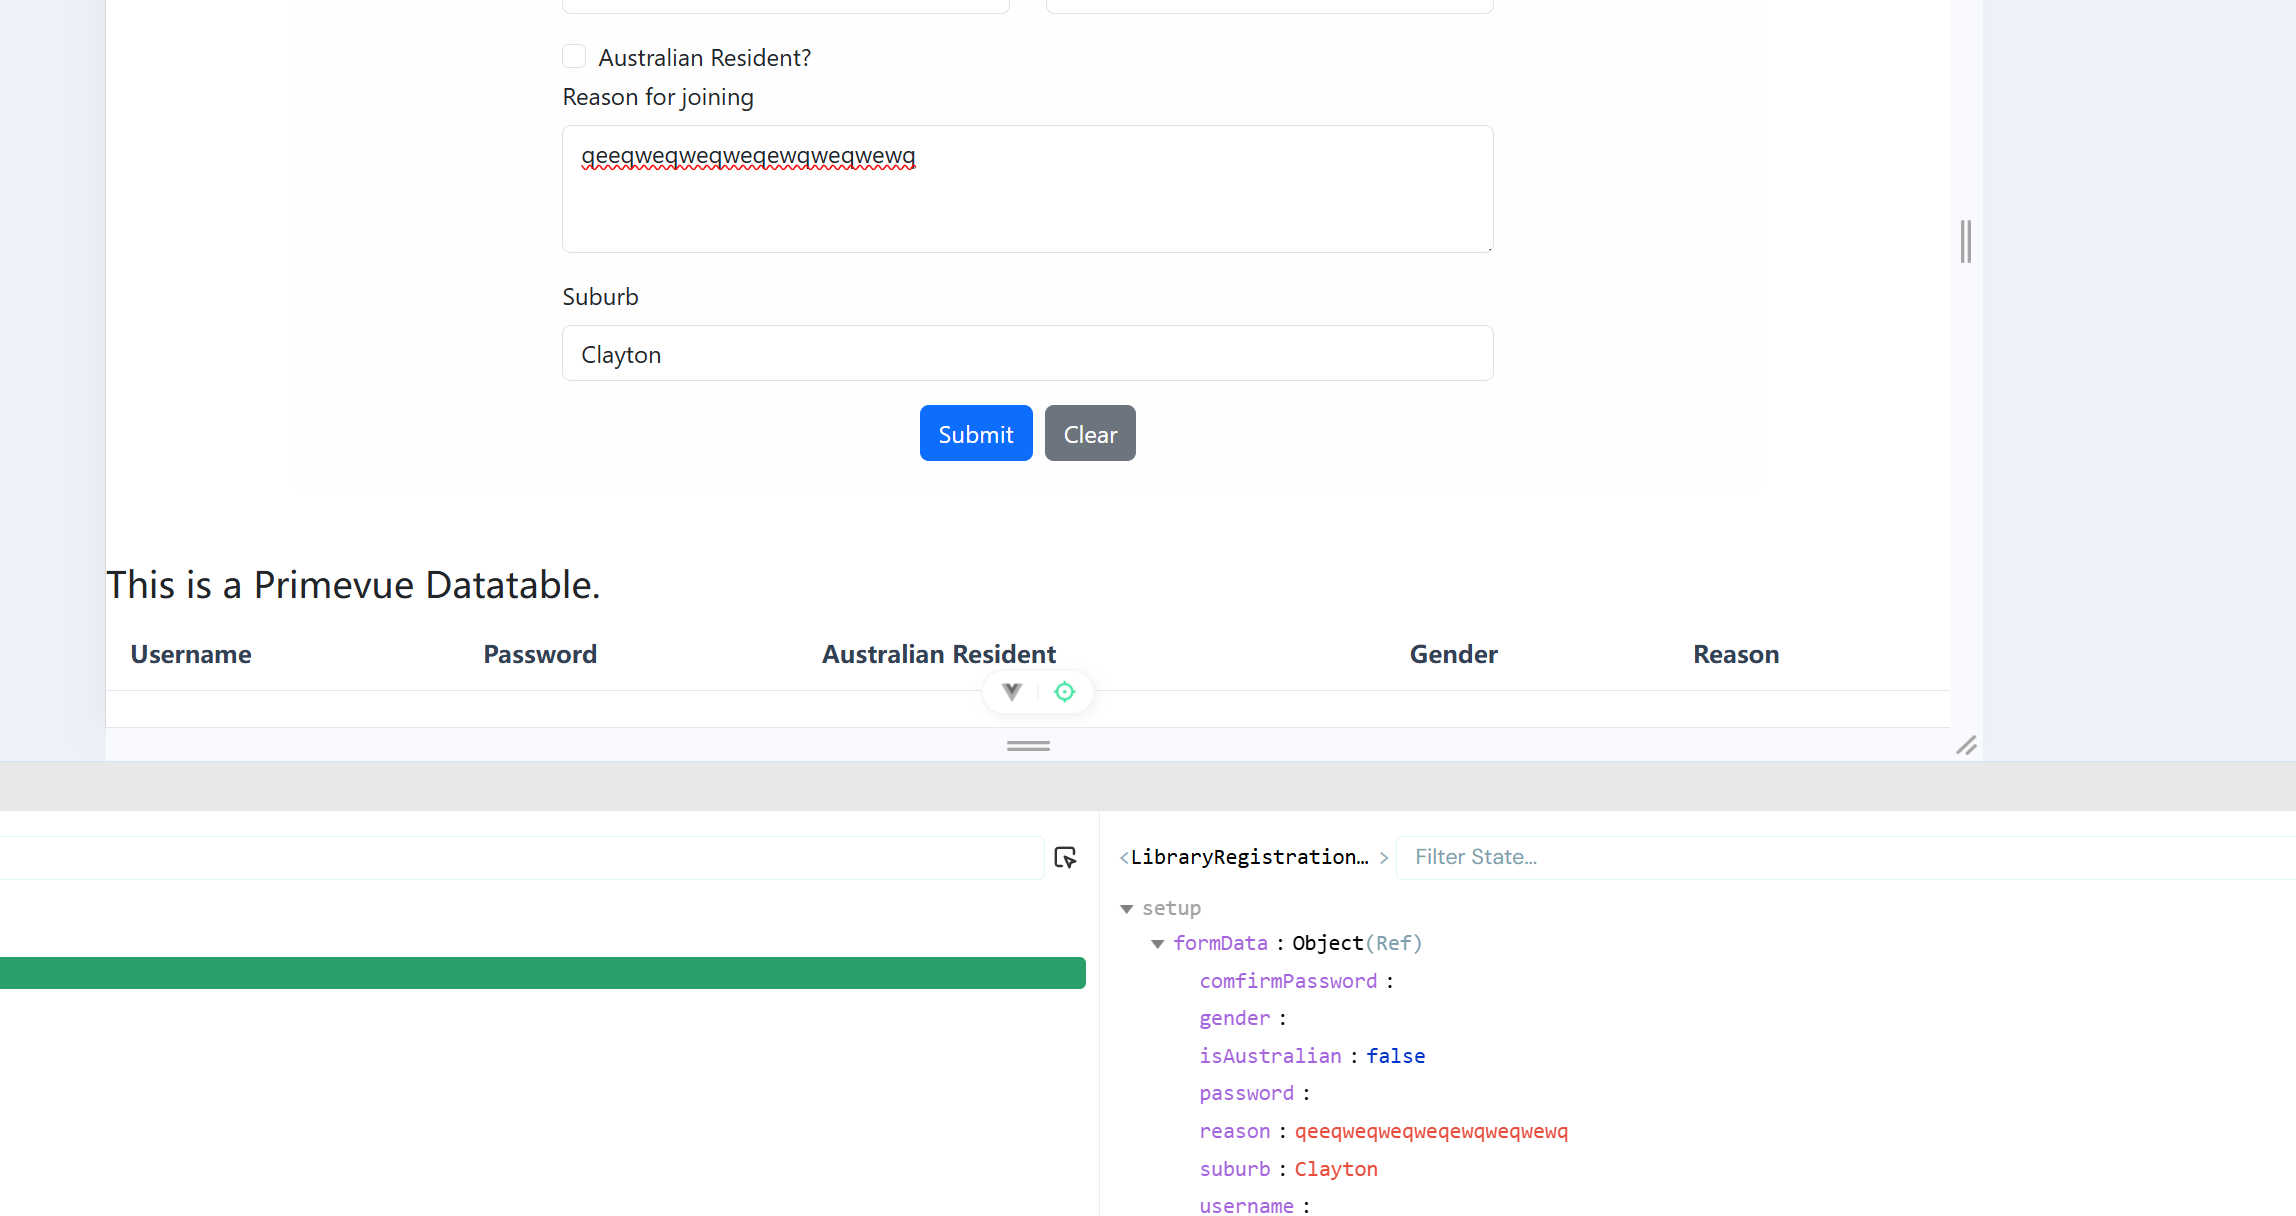 Australian Resident?
Reason for joining
qeeqweqweqweqewqweqwewq
Suburb
Clayton
Submit Clear
This is a Primevue Datatable.
Username Password Australian Resident Gender Reason
<LibraryRegistration… > Filter State...
setup
formData : Object(Ref)
comfirmPassword :
gender :
isAustralian : false
password :
reason : qeeqweqweqweqewqweqwewq
suburb : Clayton
username :